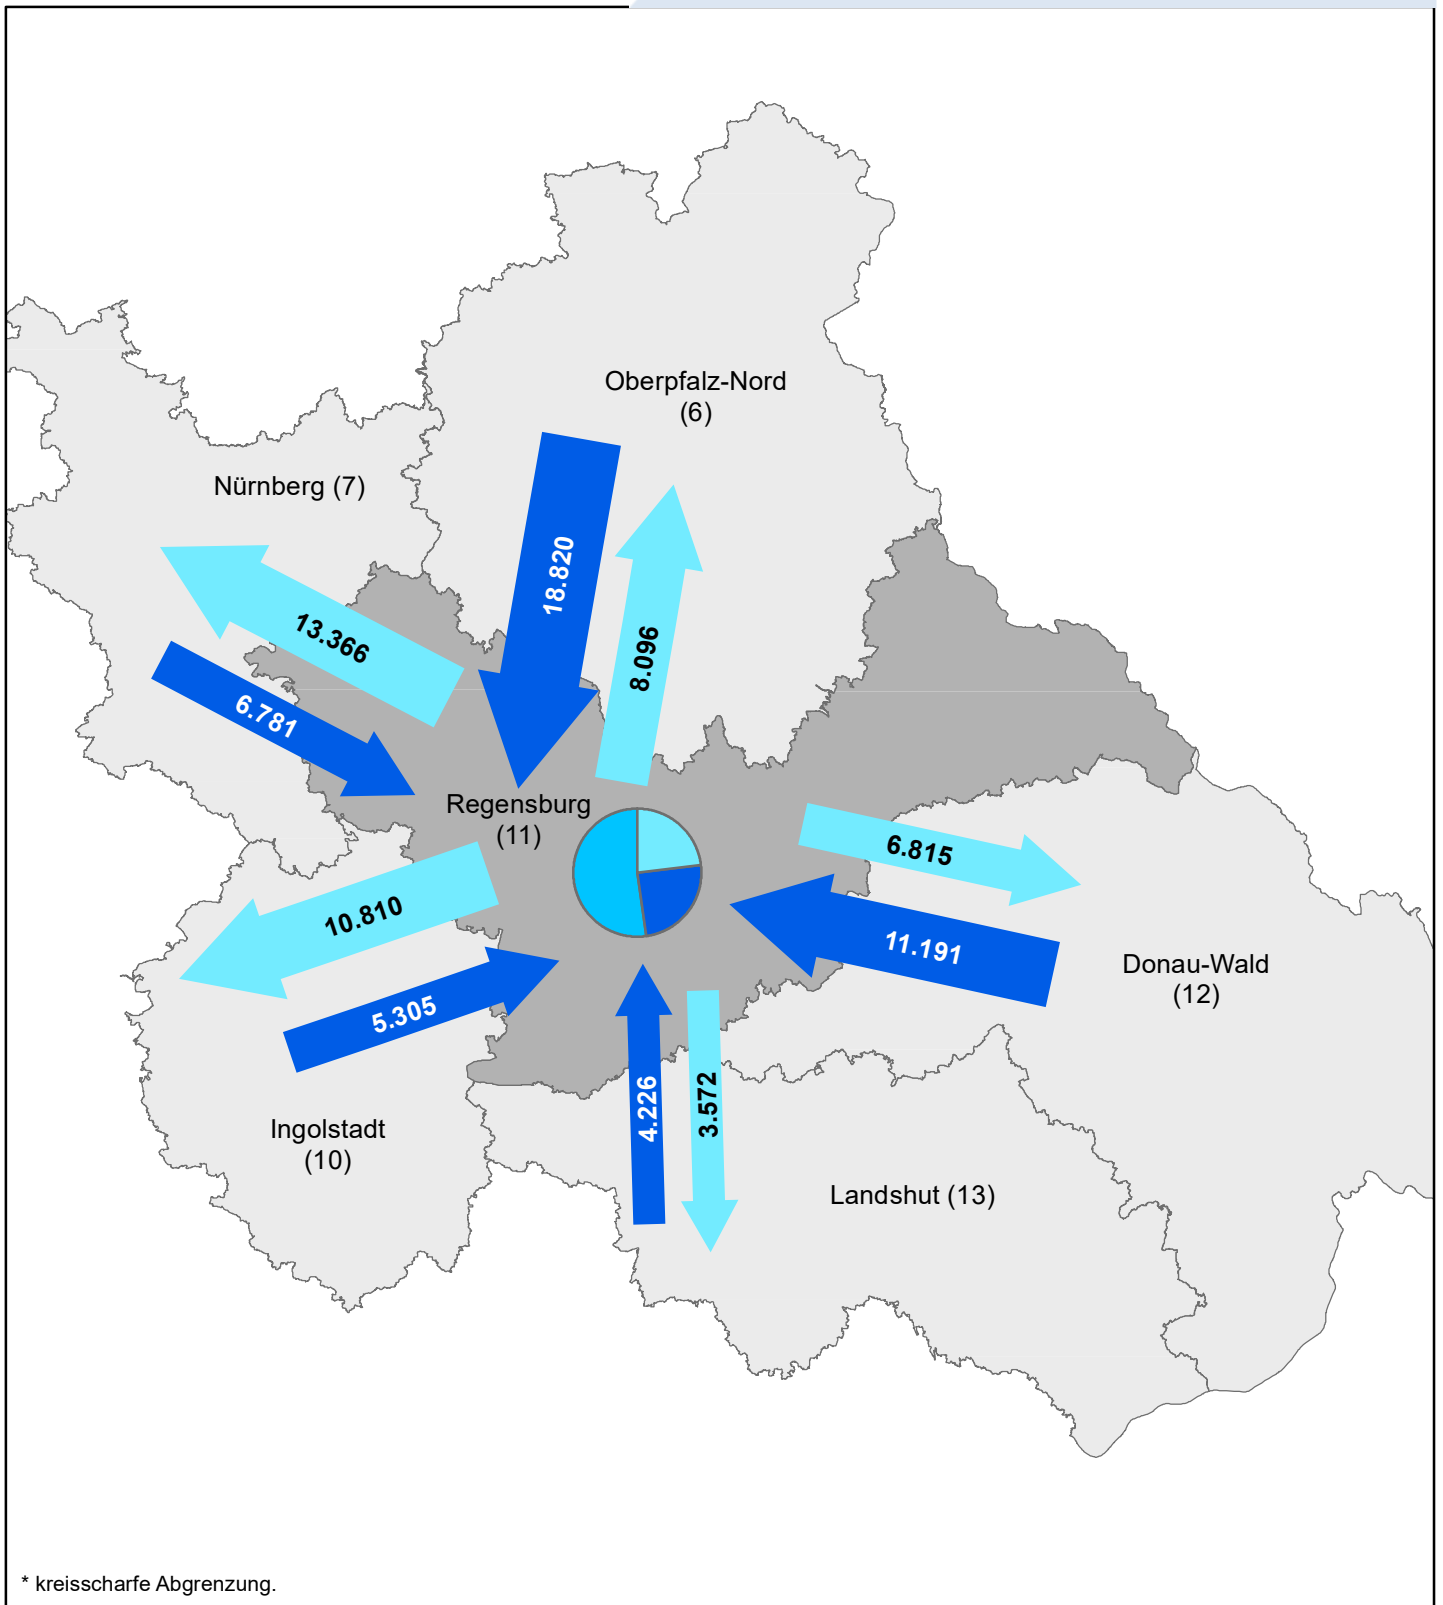 Oberpfalz-Nord
(6)
Nürnberg (7)
18.820
13.366
8.096
6.781
Regensburg
(11)
6.815
10.810
11.191
Donau-Wald
(12)
5.305
4.226
3.572
Ingolstadt
(10)
Landshut (13)
* kreisscharfe Abgrenzung.